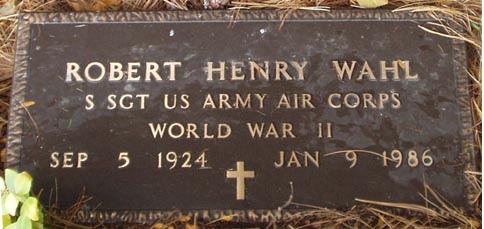 ROBERT HENRY WAHL
S SGT US ARMY AIR CORPS
WORLD WAR II
SEP 5 1924 JAN 9 1986